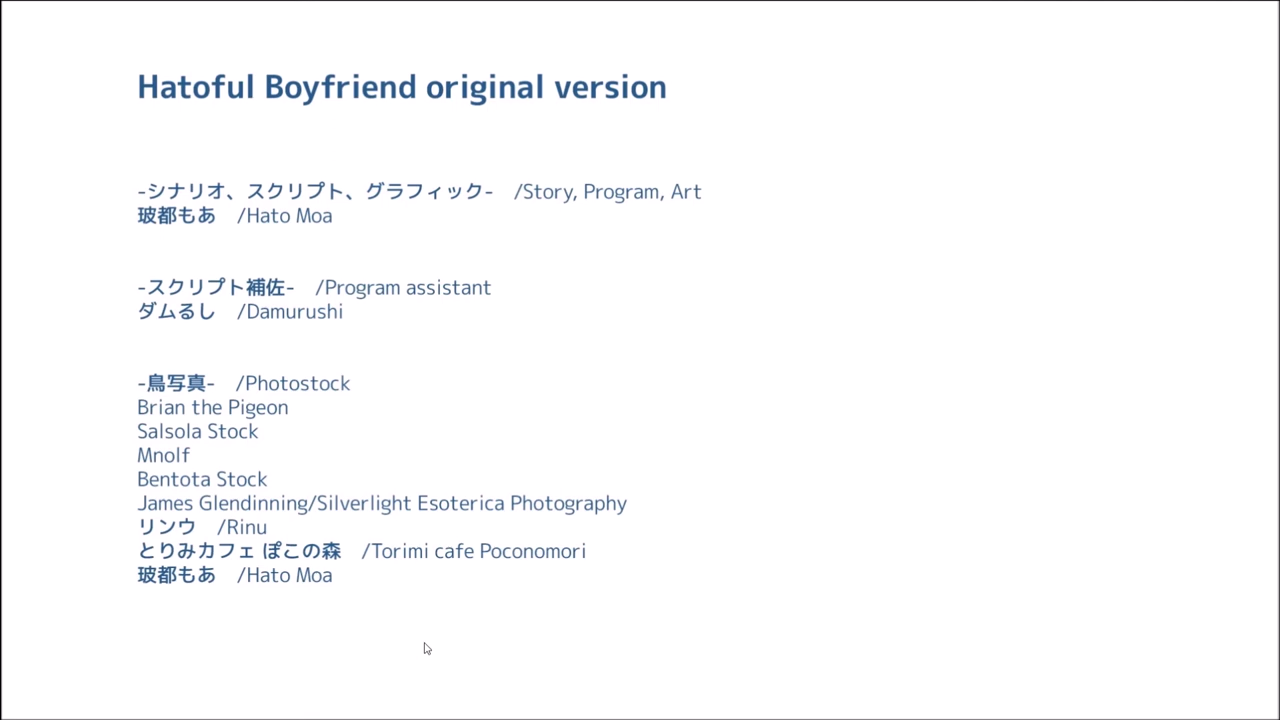 Hatoful Boyfriend original version
-シナリオ、スクリプト、グラフィック-　/Story, Program, Art
玻都もあ　/Hato Moa
-スクリプト補佐-　/Program assistant
ダムるし　/Damurushi
-鳥写真-　/Photostock
Brian the Pigeon
Salsola Stock
Mnolf
Bentota Stock
James Glendinning/Silverlight Esoterica Photography
リンウ　/Rinu
とりみカフェ ぽこの森　/Torimi cafe Poconomori
玻都もあ　/Hato Moa